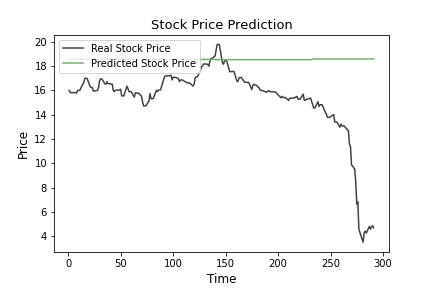 Stock Price Prediction
Real Stock Price
Predicted Stock Price
Price
20
18
16
14
12
10
8
6
4
0 50 100 150 200 250 300
Time